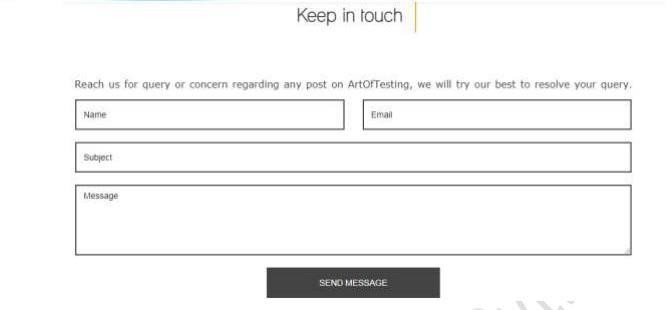 Keep in touch
Reach us for query or concern regarding any post on ArtOfTesting, we will try our best to resolve your query.
Name
Email
Subject
Message
SEND MESSAGE